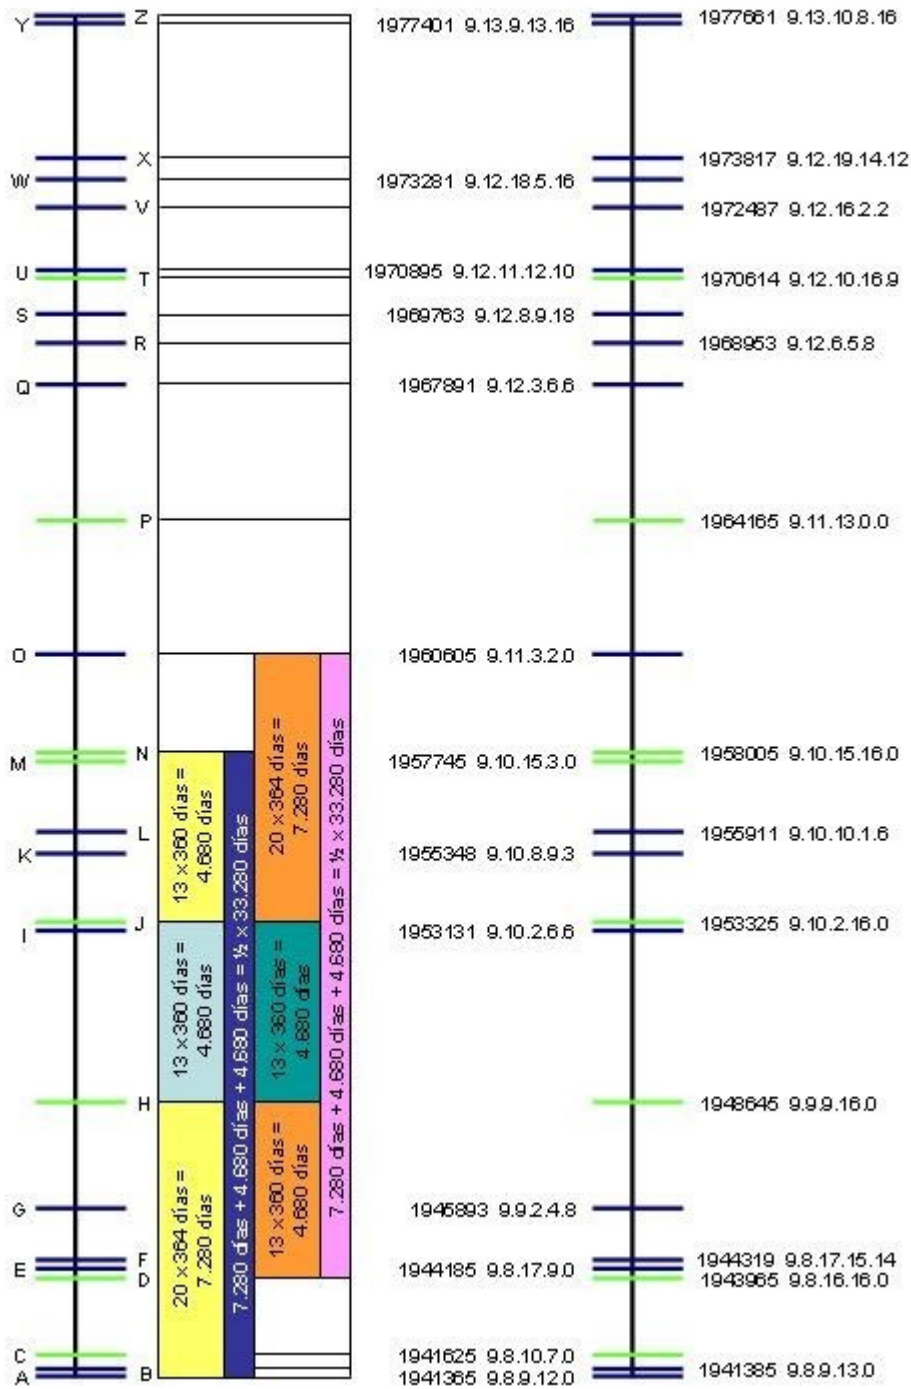 Y Z 1977401 9.13.9.13.16 1977661 9.13.10.8.16
X 1973817 9.12.19.14.12
W 1973281 9.12.18.5.16
V 1972487 9.12.16.2.2
U 1970895 9.12.11.12.10
T 1970614 9.12.10.16.9
S 1969763 9.12.8.9.18
R 1968953 9.12.6.5.8
Q 1967891 9.12.3.6.6
P 1964165 9.11.13.0.0
O 1960605 9.11.3.2.0
N 1958005 9.10.15.16.0
M 1957745 9.10.15.3.0
L 1955911 9.10.10.1.6
K 1955348 9.10.8.9.3
J 1953325 9.10.2.16.0
I 1953131 9.10.2.6.6
H 1948645 9.9.9.16.0
G 1945893 9.9.2.4.8
F 1944319 9.8.17.15.14
E 1944185 9.8.17.9.0
D 1943965 9.8.16.16.0
C 1941625 9.8.10.7.0
B 1941385 9.8.9.13.0
A 1941365 9.8.9.12.0
13 x 360 días =
4.680 días
13 x 360 días =
4.680 días
20 x 364 días =
7.280 días
7.280 días + 4.680 días + 4.680 días = ½ x 33.280 días
20 x 364 días =
7.280 días
13 x 360 días =
4.680 días
13 x 360 días =
4.680 días
7.280 días + 4.680 días + 4.680 días = ½ x 33.280 días